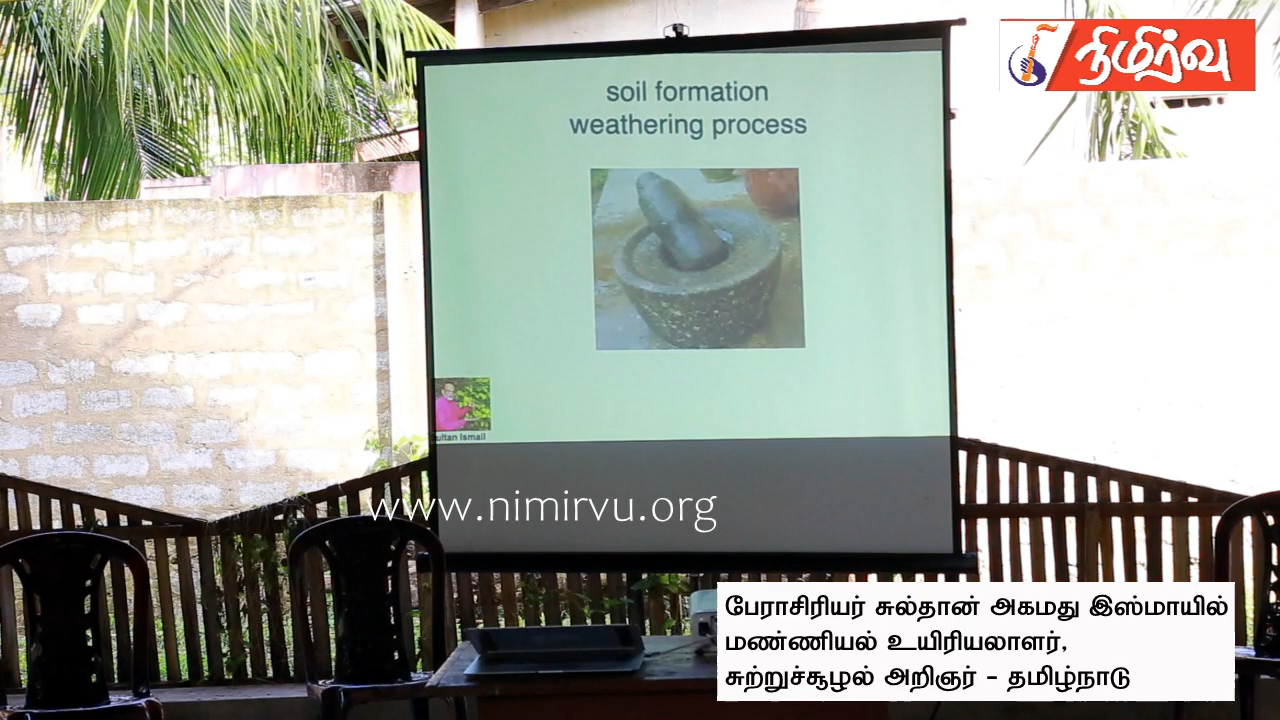 நிமிர்வு
soil formation
weathering process
ultan Ismail
www.nimirvu.org
பேராசிரியர் சுல்தான் அகமது இஸ்மாயில்
மண்ணியல் உயிரியலாளர்,
சுற்றுச்சூழல் அறிஞர் - தமிழ்நாடு